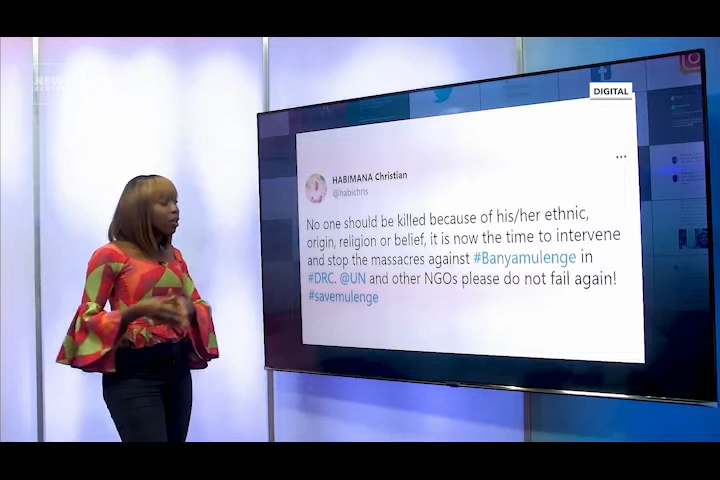 DIGITAL
HABIMANA Christian
@habichris
No one should be killed because of his/her ethnic,
origin, religion or belief, it is now the time to intervene
and stop the massacres against #Banyamulenge in
#DRC. @UN and other NGOs please do not fail again!
#savemulenge